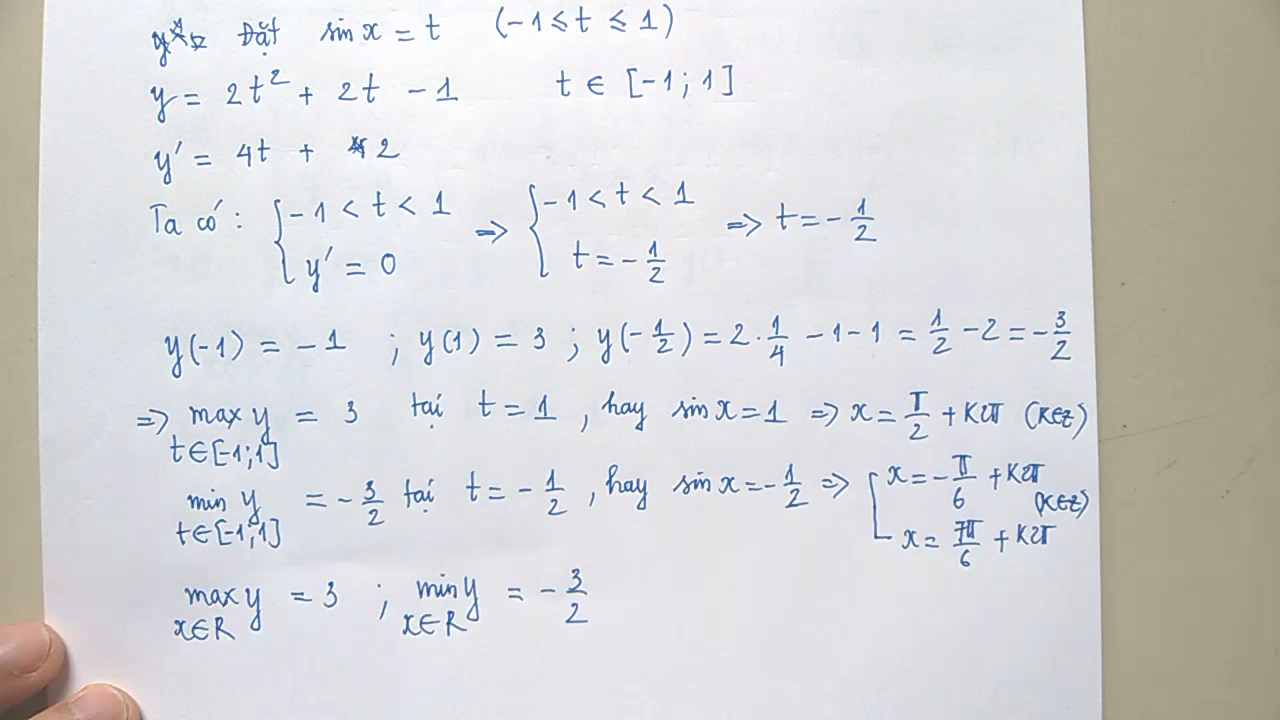 Đặt sin x = t (-1 ≤ t ≤ 1)
y = 2t² + 2t - 1 t ∈ [-1; 1]
y' = 4t + 2
Ta có: { -1 < t < 1 ⇒ { -1 < t < 1 ⇒ t = -1/2
y' = 0 t = -1/2
y(-1) = -1 ; y(1) = 3 ; y(-1/2) = 2·1/4 - 1 - 1 = 1/2 - 2 = -3/2
⇒ max y = 3 tại t = 1 , hay sin x = 1 ⇒ x = π/2 + K2π (K∈Z)
t∈[-1;1]
min y = -3/2 tại t = -1/2 , hay sin x = -1/2 ⇒ [ x = -π/6 + K2π (K∈Z)
t∈[-1;1] x = 7π/6 + K2π
max y = 3 ; min y = -3/2
x∈R x∈R